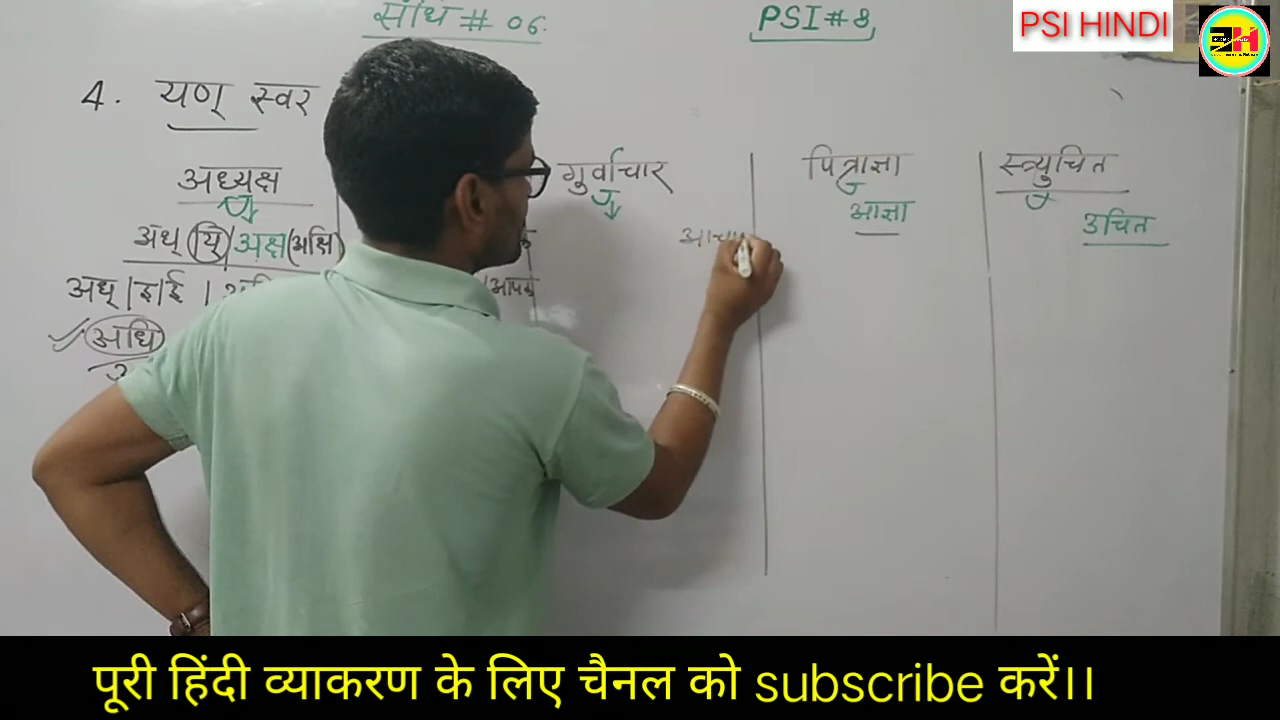 संधि # 06.
PSI # 8
PSI HINDI
4. यण् स्वर
अध्यक्ष
गुर्वाचार
पित्राज्ञा
स्त्र्युचित
आज्ञा
उचित
अध् (य्) अक्ष (अक्षि)
अध् | इ/ई |
आपक
अधि
पूरी हिंदी व्याकरण के लिए चैनल को subscribe करें।।